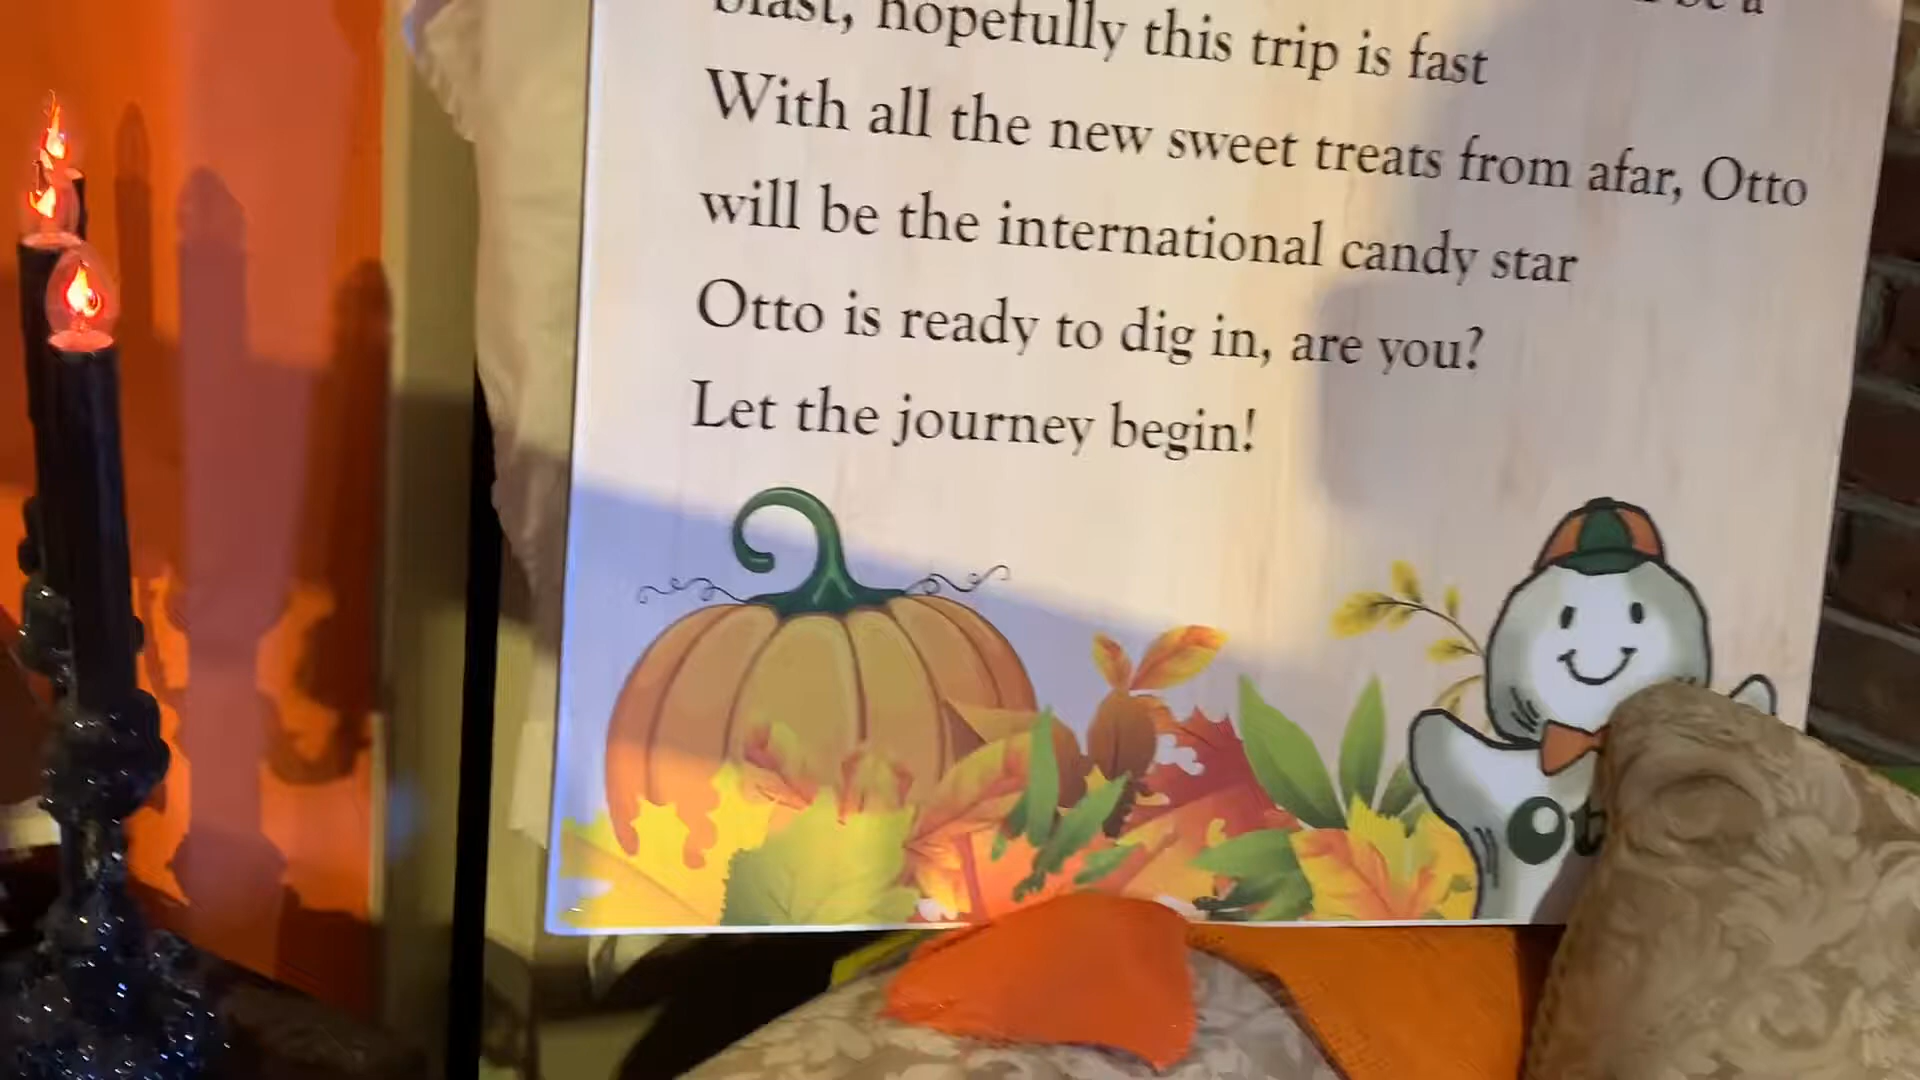 blast, hopefully this trip is fast
With all the new sweet treats from afar, Otto
will be the international candy star
Otto is ready to dig in, are you?
Let the journey begin!